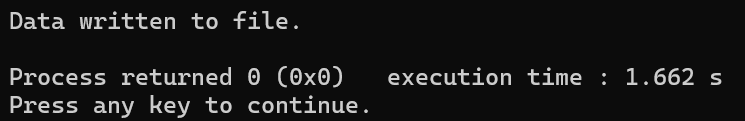 Data written to file.
Process returned 0 (0x0)   execution time : 1.662 s
Press any key to continue.